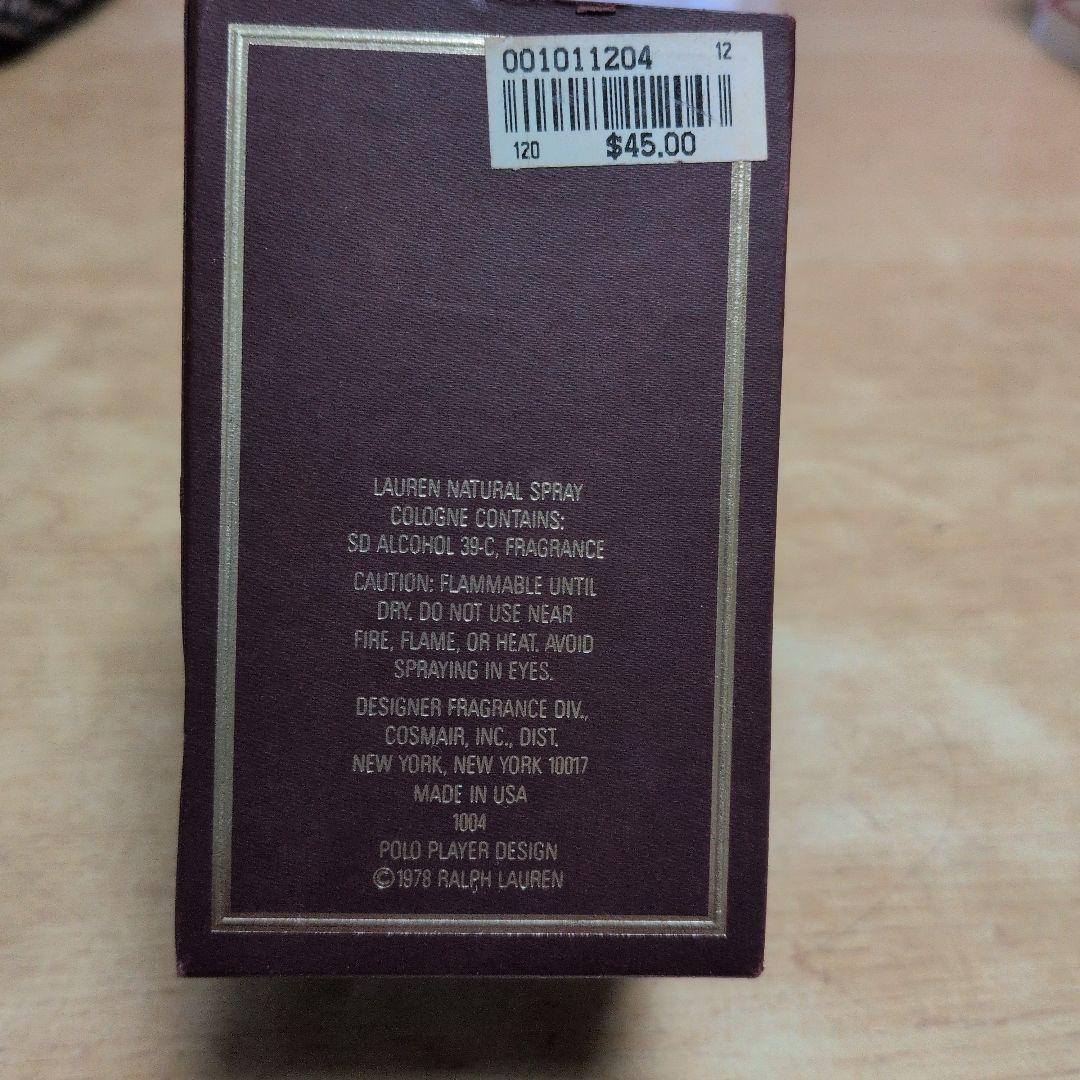 001011204 12
120 $45.00
LAUREN NATURAL SPRAY
COLOGNE CONTAINS:
SD ALCOHOL 39-C, FRAGRANCE
CAUTION: FLAMMABLE UNTIL
DRY. DO NOT USE NEAR
FIRE, FLAME, OR HEAT. AVOID
SPRAYING IN EYES.
DESIGNER FRAGRANCE DIV.,
COSMAIR, INC., DIST.
NEW YORK, NEW YORK 10017
MADE IN USA
1004
POLO PLAYER DESIGN
©1978 RALPH LAUREN